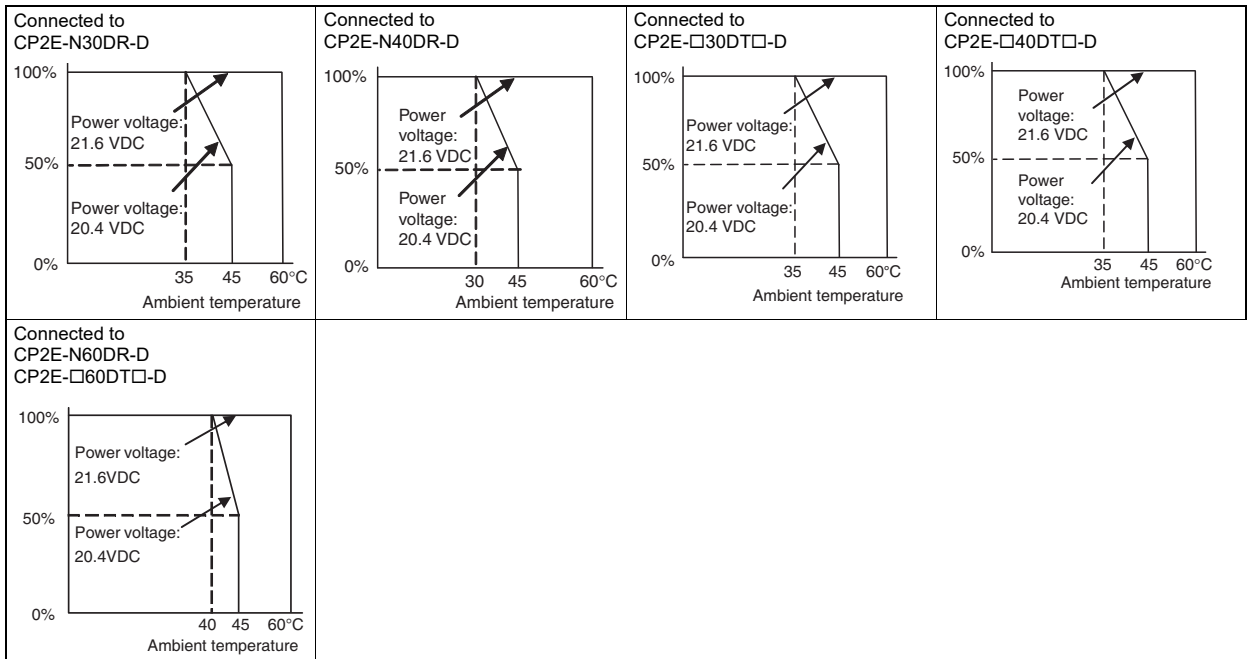 Connected to
CP2E-N30DR-D
100%
Power voltage:
21.6 VDC
50%
Power voltage:
20.4 VDC
0%
35 45 60°C
Ambient temperature
Connected to
CP2E-N40DR-D
100%
Power
voltage:
21.6 VDC
50%
Power
voltage:
20.4 VDC
0%
30 45 60°C
Ambient temperature
Connected to
CP2E-□30DT□-D
100%
Power voltage:
21.6 VDC
50%
Power voltage:
20.4 VDC
0%
35 45 60°C
Ambient temperature
Connected to
CP2E-□40DT□-D
100%
Power
voltage:
21.6 VDC
50%
Power
voltage:
20.4 VDC
0%
35 45 60°C
Ambient temperature
Connected to
CP2E-N60DR-D
CP2E-□60DT□-D
100%
Power voltage:
21.6VDC
50%
Power voltage:
20.4VDC
0%
40 45 60°C
Ambient temperature